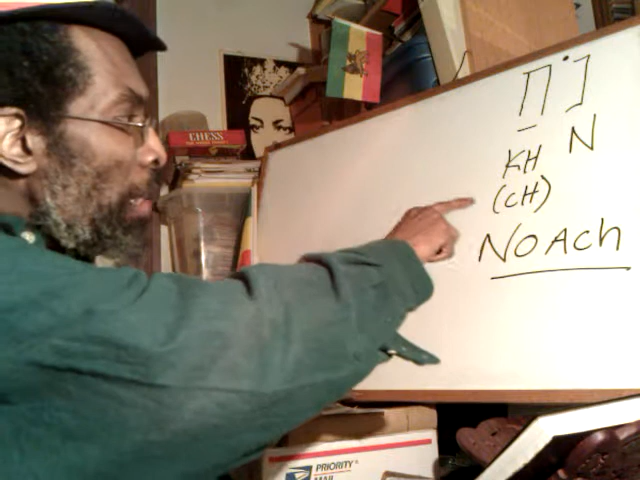 נֹחַ
KH N
(CH)
NOACh
CHESS
PRIORITY
MAIL